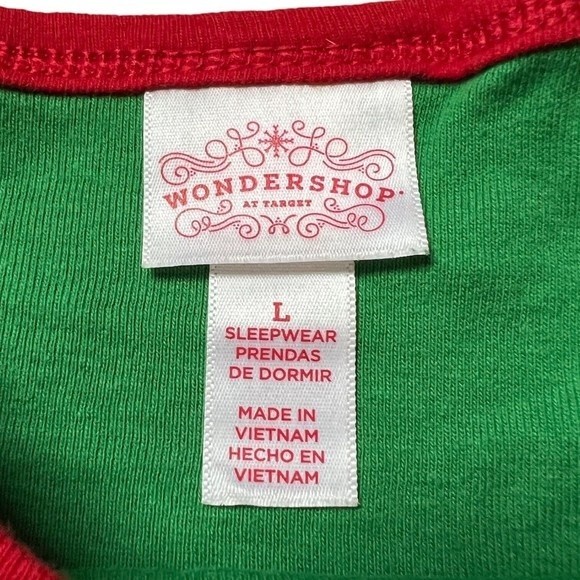 WONDERSHOP
AT TARGET
L
SLEEPWEAR
PRENDAS
DE DORMIR
MADE IN
VIETNAM
HECHO EN
VIETNAM